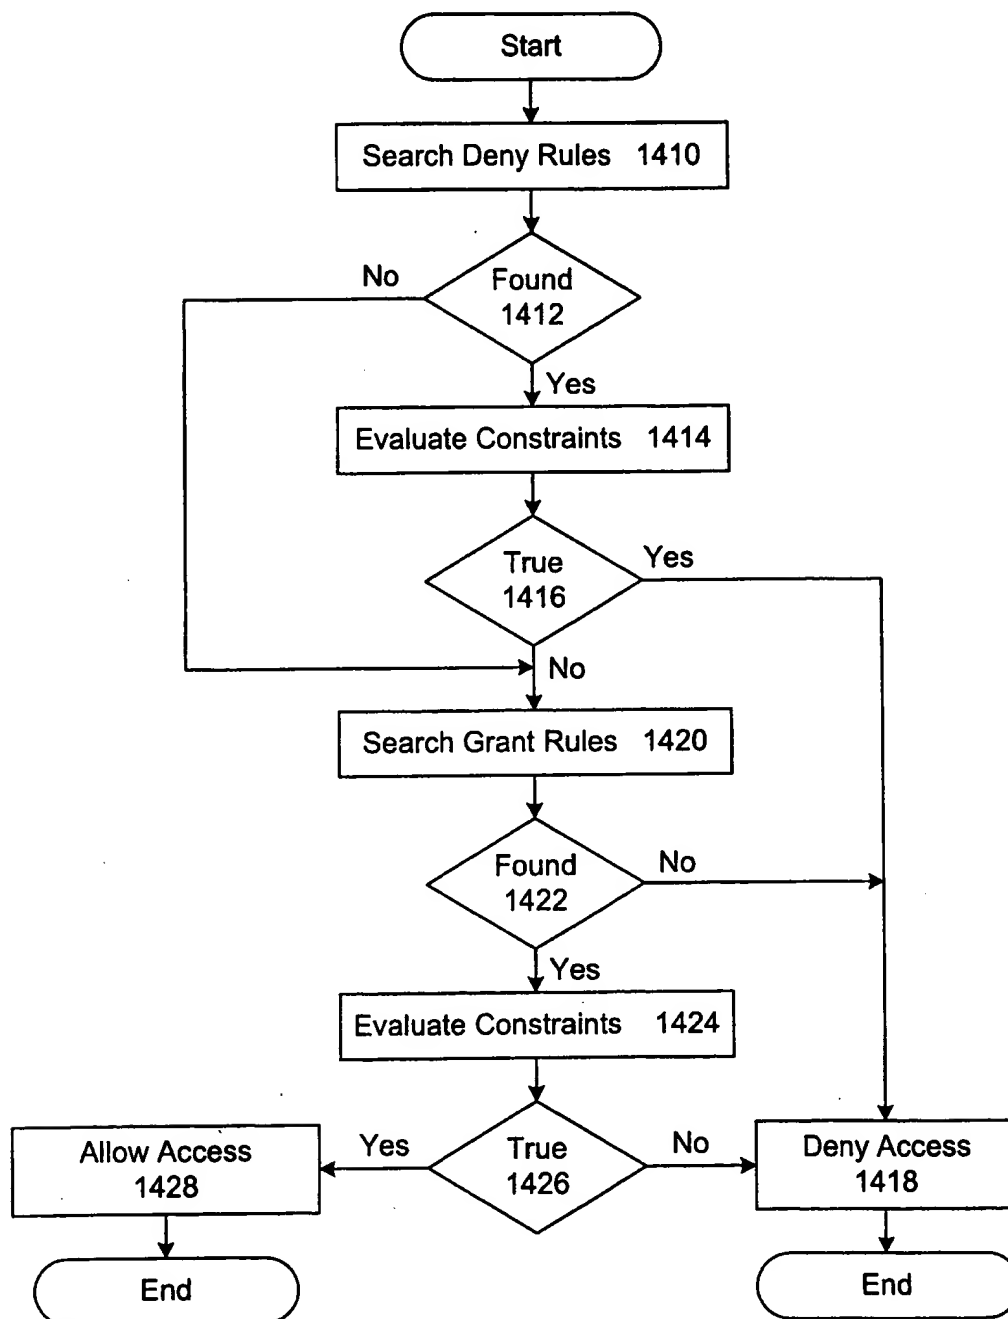 Start
Search Deny Rules 1410
No
Found
1412
Yes
Evaluate Constraints 1414
True
1416
Yes
No
Search Grant Rules 1420
Found
1422
No
Yes
Evaluate Constraints 1424
Allow Access
1428
Yes
True
1426
No
Deny Access
1418
End
End